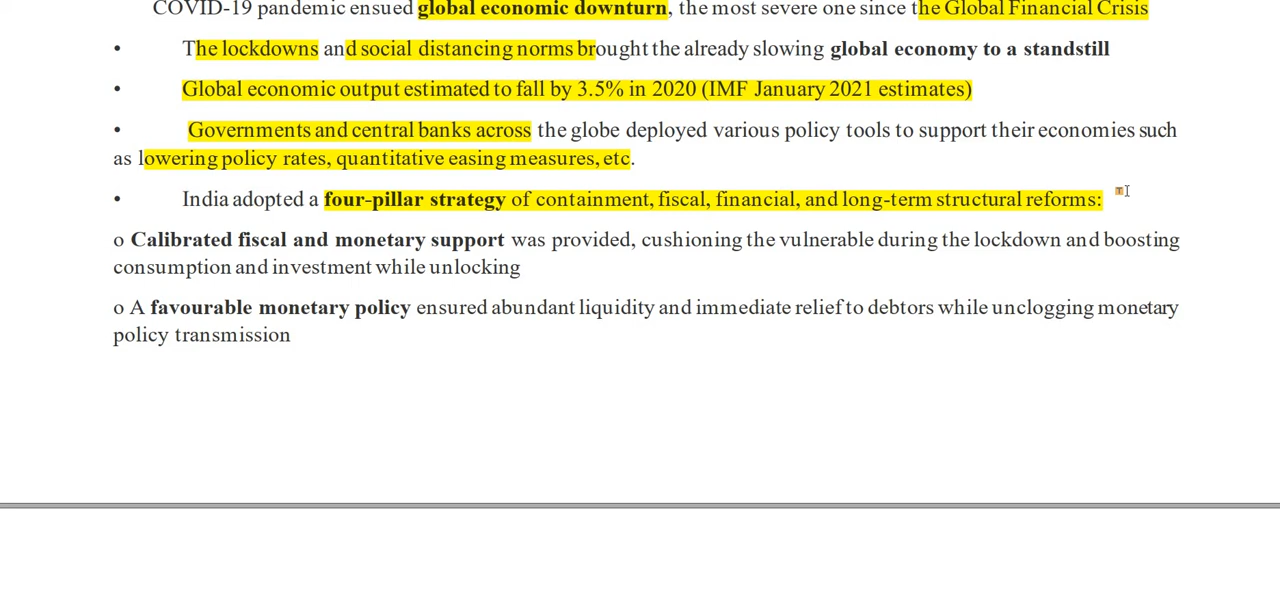 COVID-19 pandemic ensued global economic downturn, the most severe one since the Global Financial Crisis
• The lockdowns and social distancing norms brought the already slowing global economy to a standstill
• Global economic output estimated to fall by 3.5% in 2020 (IMF January 2021 estimates)
• Governments and central banks across the globe deployed various policy tools to support their economies such
as lowering policy rates, quantitative easing measures, etc.
• India adopted a four-pillar strategy of containment, fiscal, financial, and long-term structural reforms:
o Calibrated fiscal and monetary support was provided, cushioning the vulnerable during the lockdown and boosting
consumption and investment while unlocking
o A favourable monetary policy ensured abundant liquidity and immediate relief to debtors while unclogging monetary
policy transmission